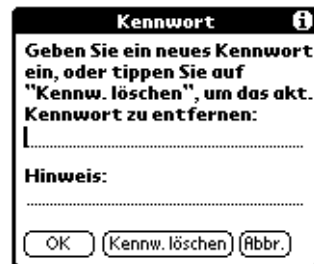 Kennwort
Geben Sie ein neues Kennwort
ein, oder tippen Sie auf
"Kennw. löschen", um das akt.
Kennwort zu entfernen:
Hinweis:
OK Kennw. löschen Abbr.